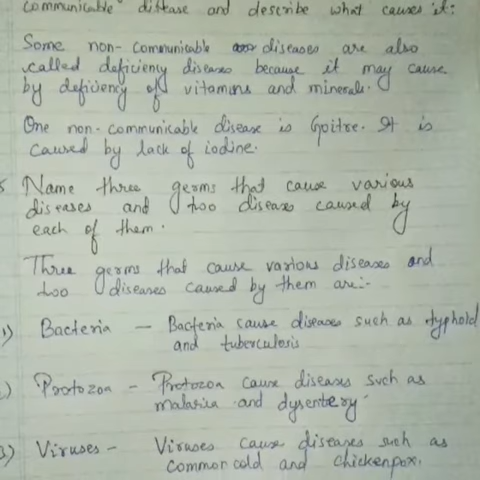 communicable disease and describe what causes it:
Some non-communicable diseases are also
called deficiency diseases because it may cause
by deficiency of vitamins and minerals.
One non-communicable disease is Goitre. It is
caused by lack of iodine.
Name three germs that cause various
diseases and two diseases caused by
each of them.
Three germs that cause various diseases and
two diseases caused by them are:-
1) Bacteria - Bacteria cause diseases such as typhoid
and tuberculosis
2) Protozoa - Protozoa cause diseases such as
malaria and dysentery.
3) Viruses - Viruses cause diseases such as
common cold and chickenpox.